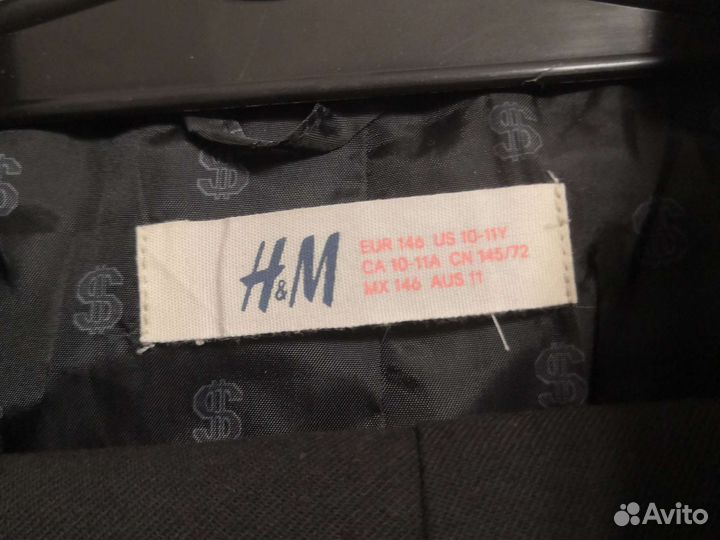 H&M
EUR 146 US 10-11Y
CA 10-11A CN 145/72
MX 146 AUS 11
$
$
$
$
$
$
Avito